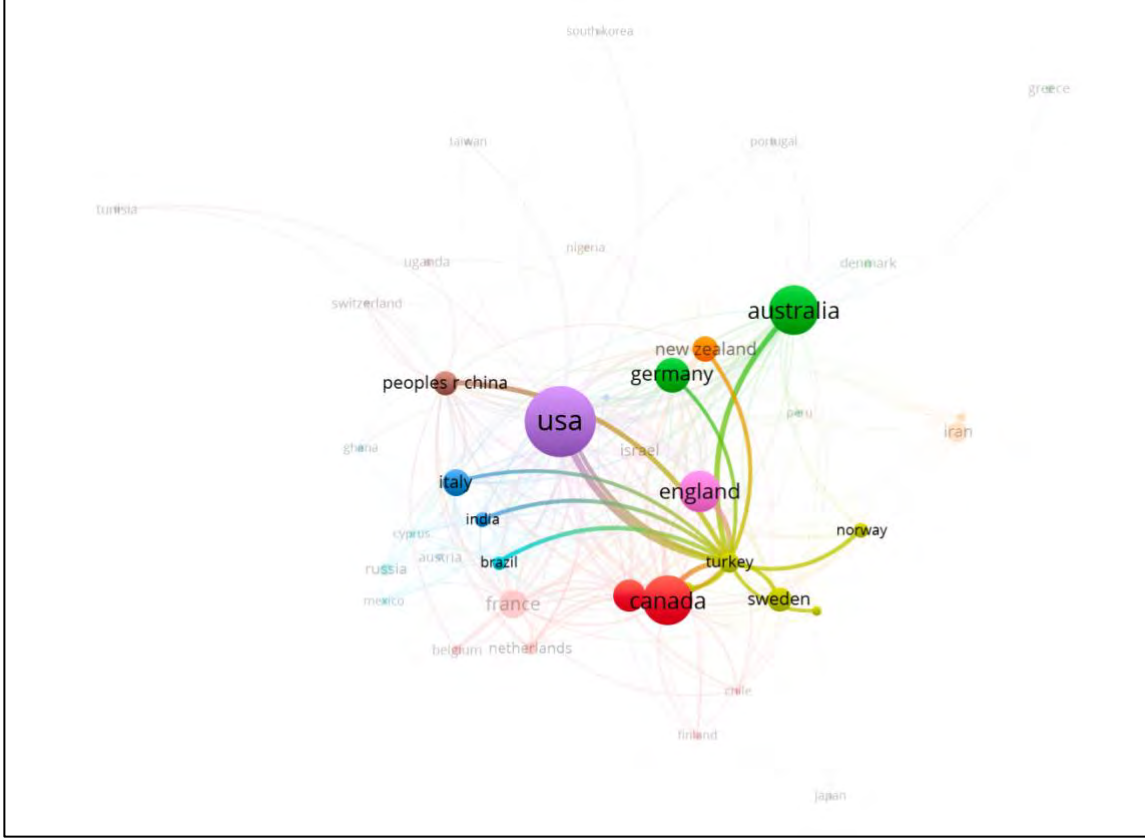 south korea
greece
taiwan
portugal
tunisia
nigeria
uganda
denmark
switzerland
australia
new zealand
germany
peoples r china
usa
peru
iran
ghana
israel
italy
england
india
norway
cyprus
austria
brazil
turkey
russia
mexico
france
canada
sweden
belgium
netherlands
chile
finland
japan